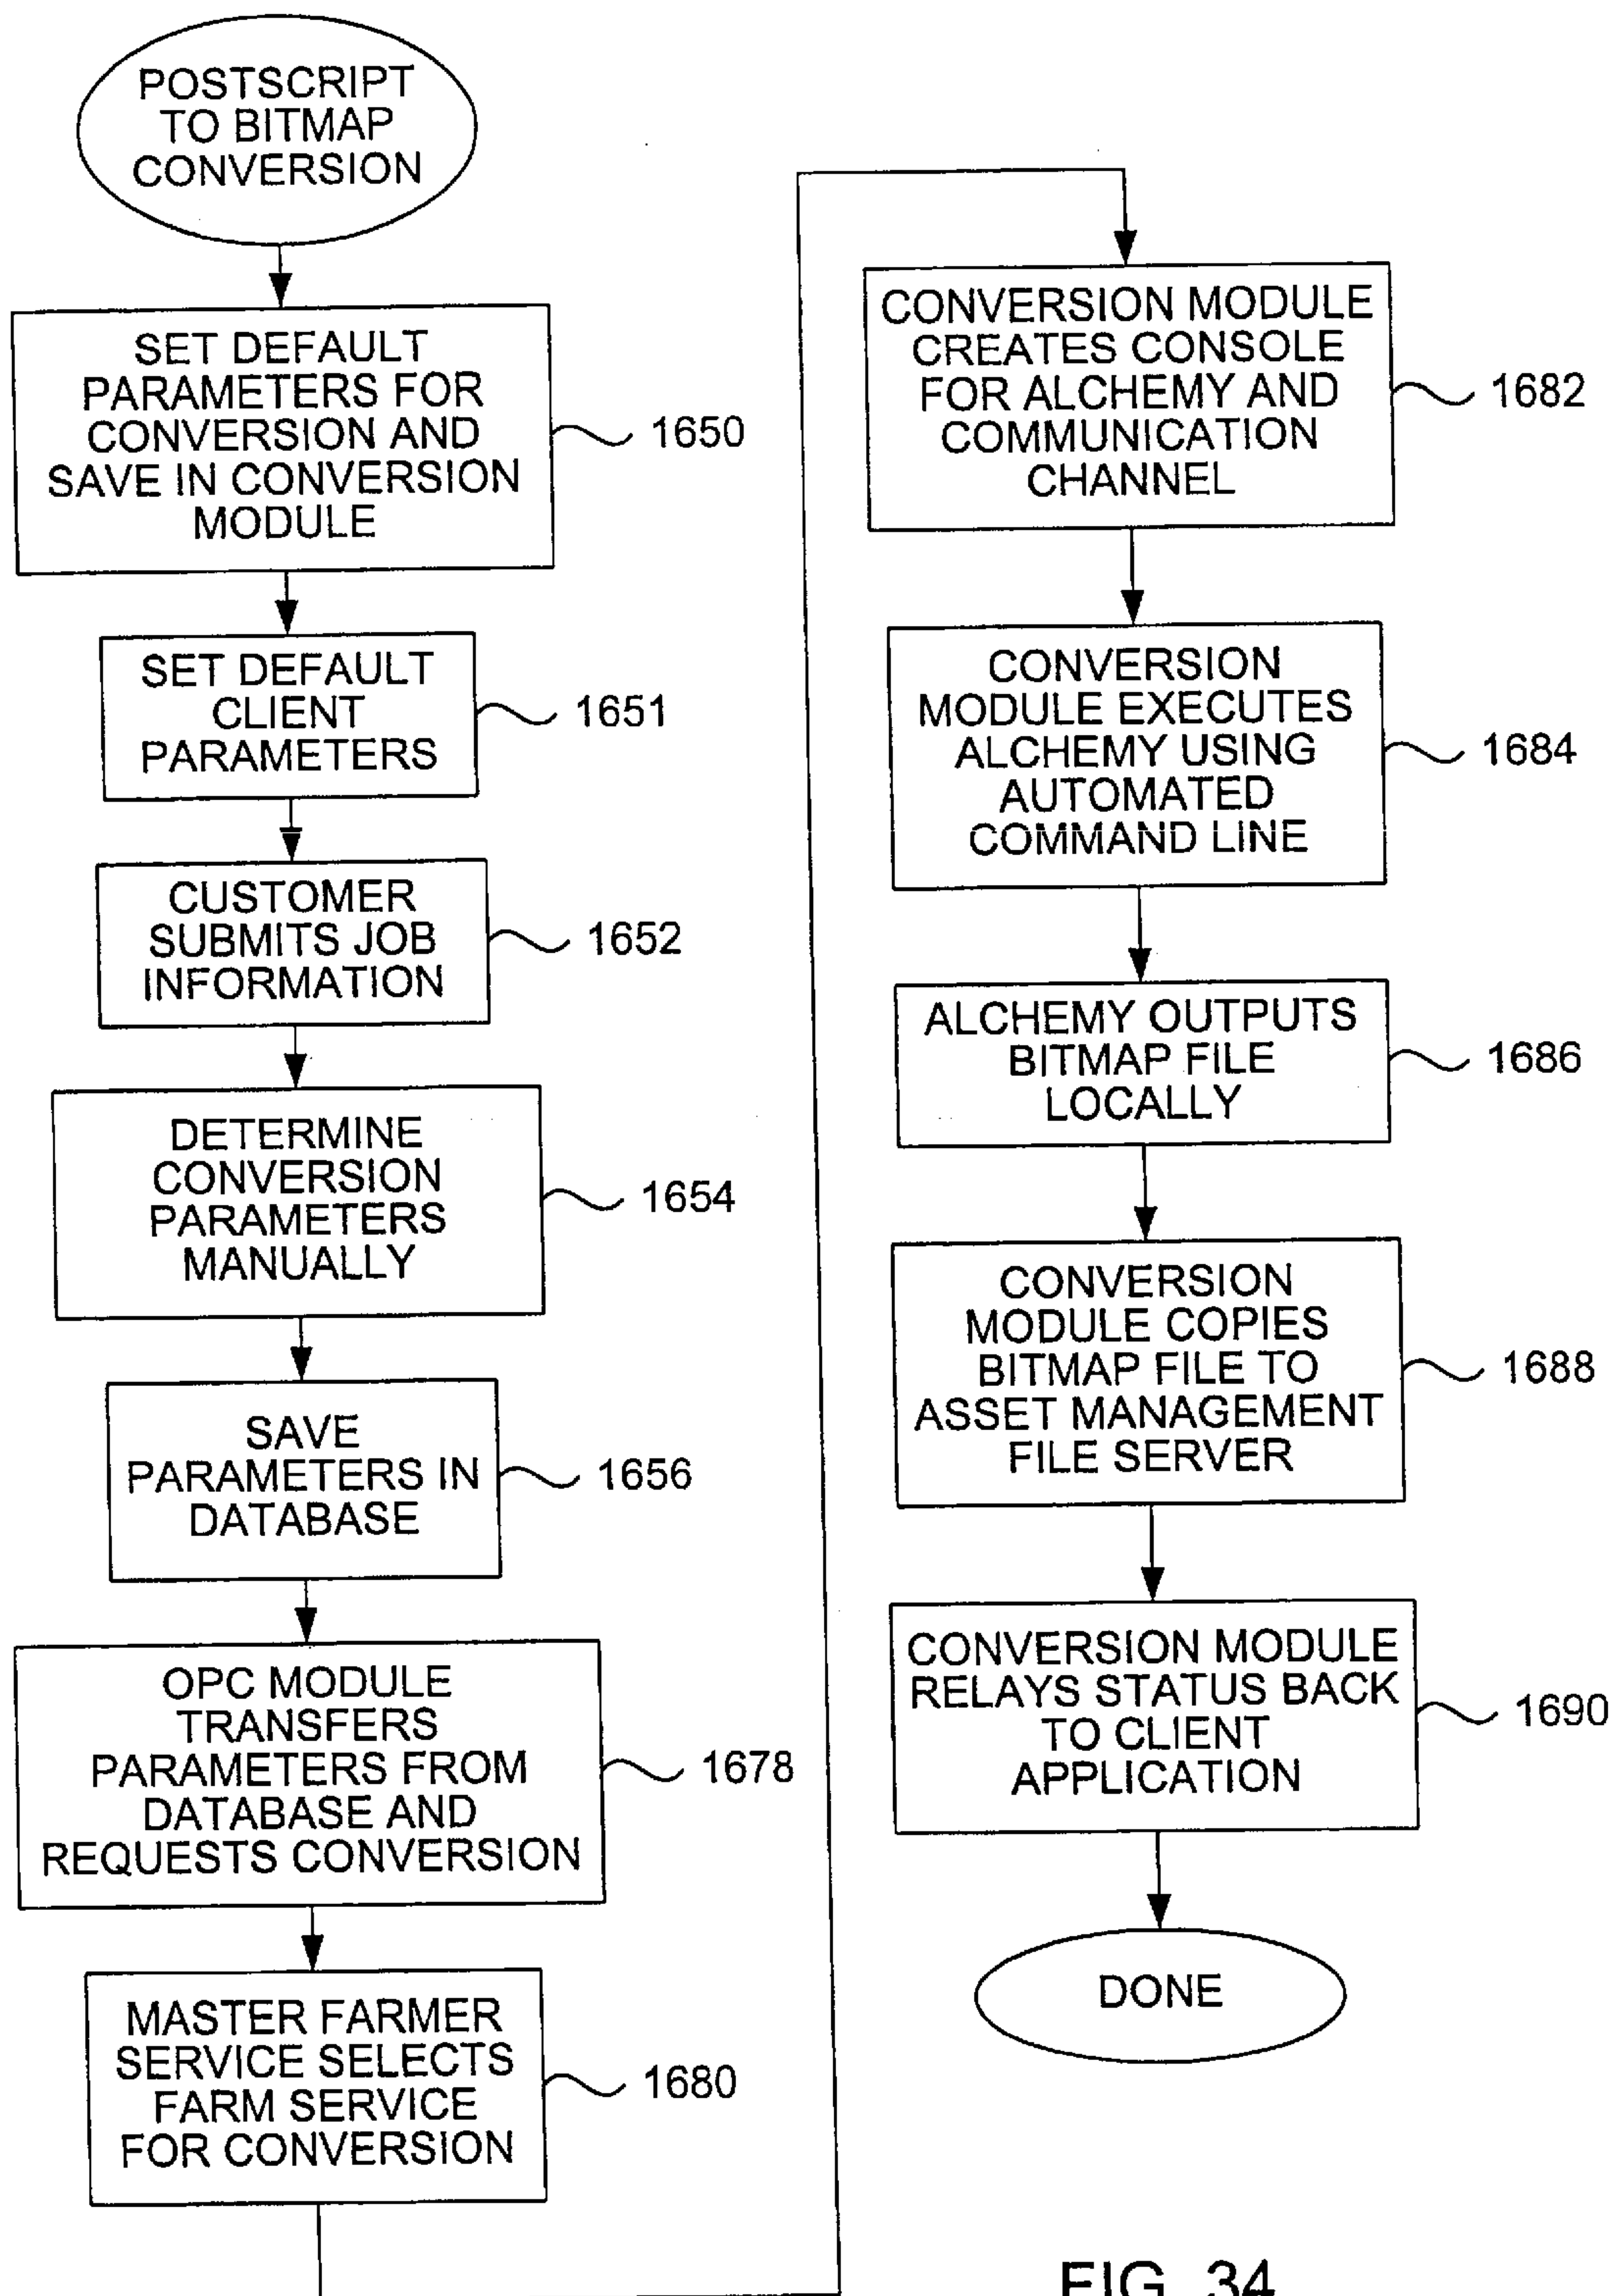 POSTSCRIPT
TO BITMAP
CONVERSION
SET DEFAULT
PARAMETERS FOR
CONVERSION AND
SAVE IN CONVERSION
MODULE
1650
SET DEFAULT
CLIENT
PARAMETERS
1651
CUSTOMER
SUBMITS JOB
INFORMATION
1652
DETERMINE
CONVERSION
PARAMETERS
MANUALLY
1654
SAVE
PARAMETERS IN
DATABASE
1656
OPC MODULE
TRANSFERS
PARAMETERS FROM
DATABASE AND
REQUESTS CONVERSION
1678
MASTER FARMER
SERVICE SELECTS
FARM SERVICE
FOR CONVERSION
1680
CONVERSION MODULE
CREATES CONSOLE
FOR ALCHEMY AND
COMMUNICATION
CHANNEL
1682
CONVERSION
MODULE EXECUTES
ALCHEMY USING
AUTOMATED
COMMAND LINE
1684
ALCHEMY OUTPUTS
BITMAP FILE
LOCALLY
1686
CONVERSION
MODULE COPIES
BITMAP FILE TO
ASSET MANAGEMENT
FILE SERVER
1688
CONVERSION MODULE
RELAYS STATUS BACK
TO CLIENT
APPLICATION
1690
DONE
FIG. 34